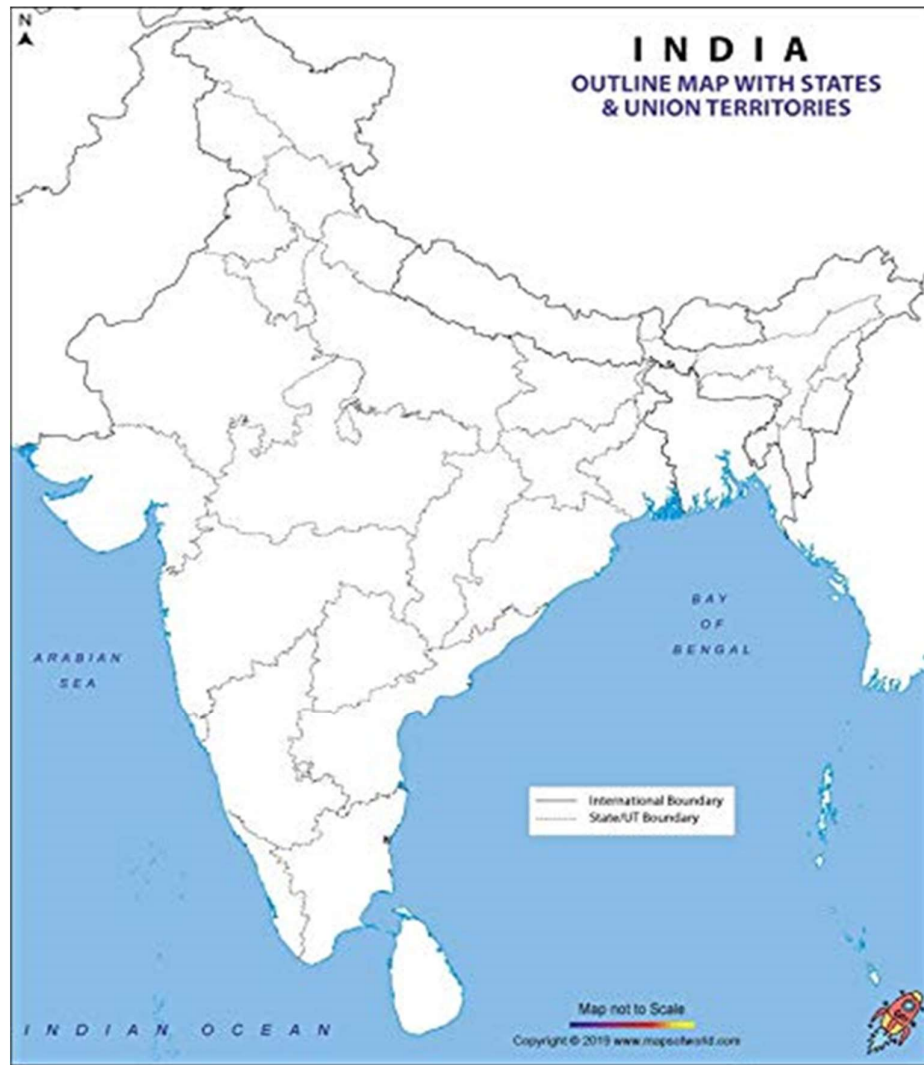 N
INDIA
OUTLINE MAP WITH STATES
& UNION TERRITORIES
BAY
OF
BENGAL
ARABIAN
SEA
International Boundary
State/UT Boundary
Map not to Scale
INDIAN OCEAN
Copyright © 2019 www.mapsofworld.com